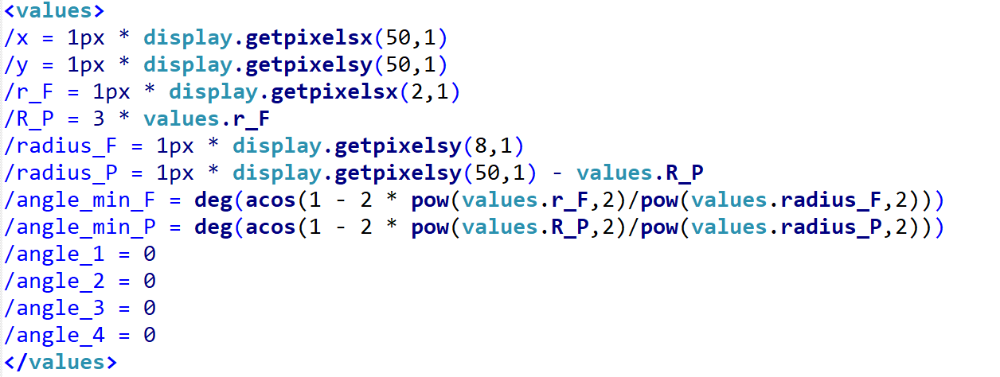 <values>
/x = 1px * display.getpixelsx(50,1)
/y = 1px * display.getpixelsy(50,1)
/r_F = 1px * display.getpixelsx(2,1)
/R_P = 3 * values.r_F
/radius_F = 1px * display.getpixelsy(8,1)
/radius_P = 1px * display.getpixelsy(50,1) - values.R_P
/angle_min_F = deg(acos(1 - 2 * pow(values.r_F,2)/pow(values.radius_F,2)))
/angle_min_P = deg(acos(1 - 2 * pow(values.R_P,2)/pow(values.radius_P,2)))
/angle_1 = 0
/angle_2 = 0
/angle_3 = 0
/angle_4 = 0
</values>